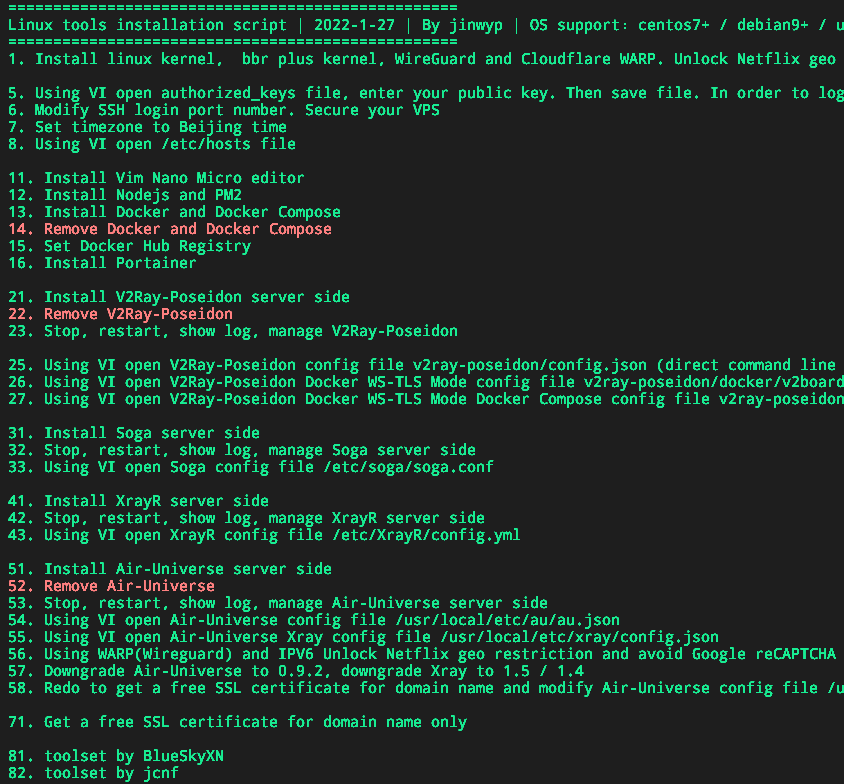 ==================================================
Linux tools installation script | 2022-1-27 | By jinwyp | OS support: centos7+ / debian9+ / u
==================================================
1. Install linux kernel,  bbr plus kernel, WireGuard and Cloudflare WARP. Unlock Netflix geo
5. Using VI open authorized_keys file, enter your public key. Then save file. In order to log
6. Modify SSH login port number. Secure your VPS
7. Set timezone to Beijing time
8. Using VI open /etc/hosts file
11. Install Vim Nano Micro editor
12. Install Nodejs and PM2
13. Install Docker and Docker Compose
14. Remove Docker and Docker Compose
15. Set Docker Hub Registry
16. Install Portainer
21. Install V2Ray-Poseidon server side
22. Remove V2Ray-Poseidon
23. Stop, restart, show log, manage V2Ray-Poseidon
25. Using VI open V2Ray-Poseidon config file v2ray-poseidon/config.json (direct command line
26. Using VI open V2Ray-Poseidon Docker WS-TLS Mode config file v2ray-poseidon/docker/v2board
27. Using VI open V2Ray-Poseidon Docker WS-TLS Mode Docker Compose config file v2ray-poseidon
31. Install Soga server side
32. Stop, restart, show log, manage Soga server side
33. Using VI open Soga config file /etc/soga/soga.conf
41. Install XrayR server side
42. Stop, restart, show log, manage XrayR server side
43. Using VI open XrayR config file /etc/XrayR/config.yml
51. Install Air-Universe server side
52. Remove Air-Universe
53. Stop, restart, show log, manage Air-Universe server side
54. Using VI open Air-Universe config file /usr/local/etc/au/au.json
55. Using VI open Air-Universe Xray config file /usr/local/etc/xray/config.json
56. Using WARP(Wireguard) and IPV6 Unlock Netflix geo restriction and avoid Google reCAPTCHA
57. Downgrade Air-Universe to 0.9.2, downgrade Xray to 1.5 / 1.4
58. Redo to get a free SSL certificate for domain name and modify Air-Universe config file /u
71. Get a free SSL certificate for domain name only
81. toolset by BlueSkyXN
82. toolset by jcnf